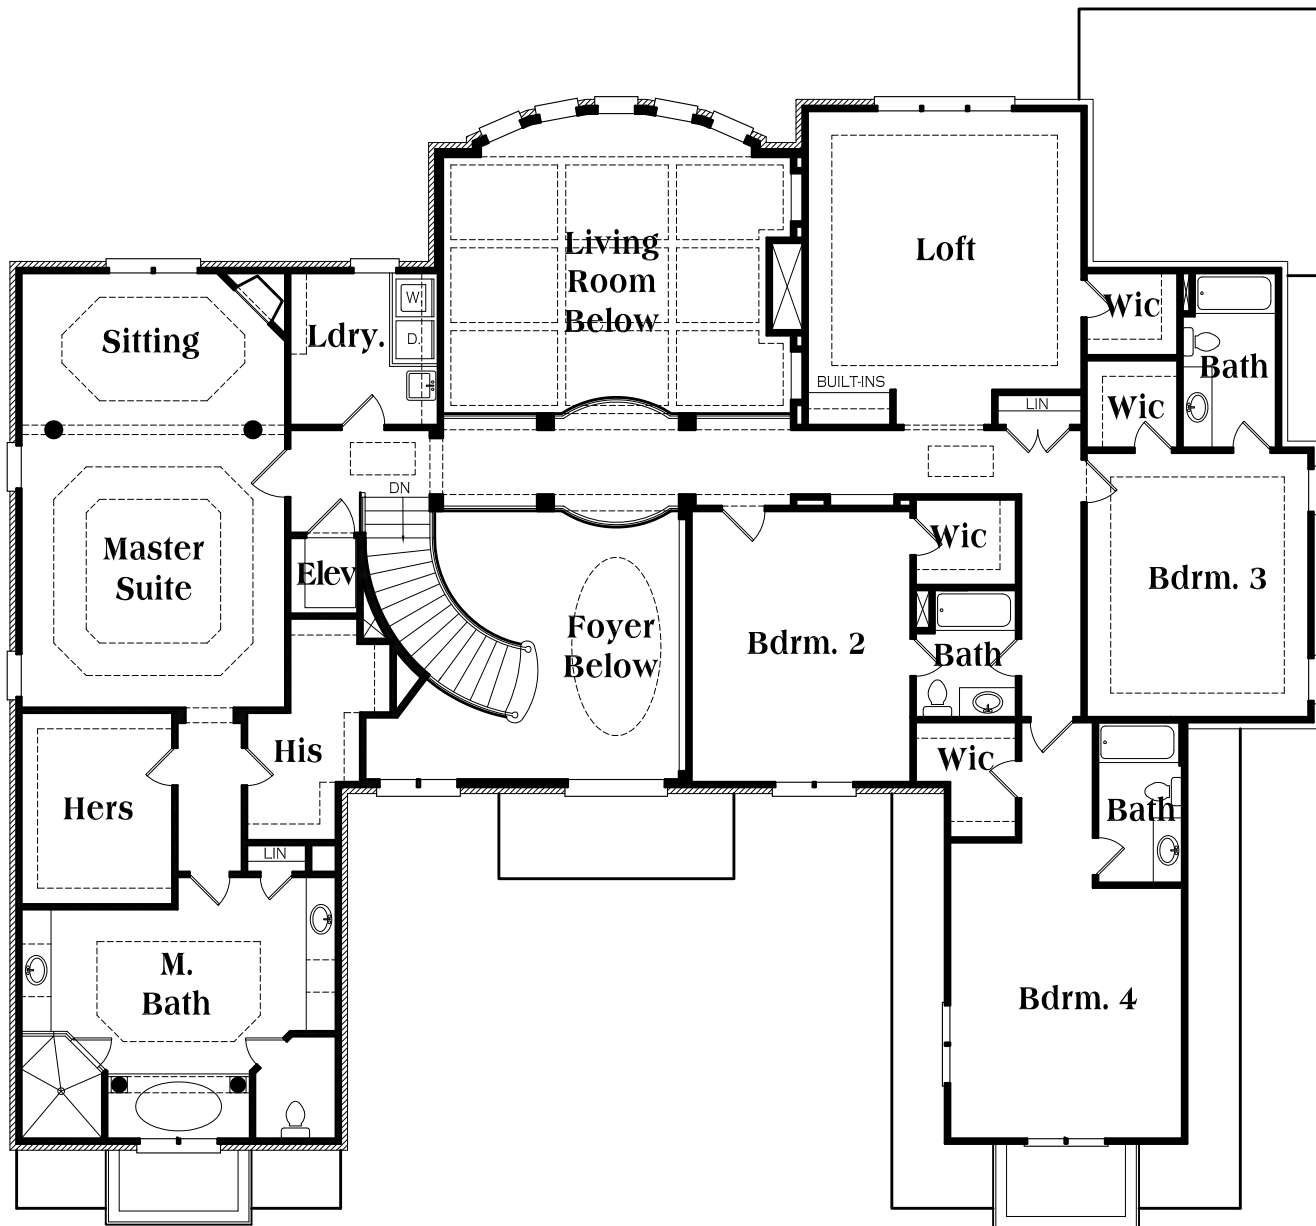 Living
Room
Below
Loft
Sitting
Ldry.
W.
D.
Wic
Bath
BUILT-INS
LIN
Wic
DN
Master
Suite
Elev
Foyer
Below
Bdrm. 2
Wic
Bath
Bdrm. 3
His
Wic
Hers
Bath
LIN
M.
Bath
Bdrm. 4